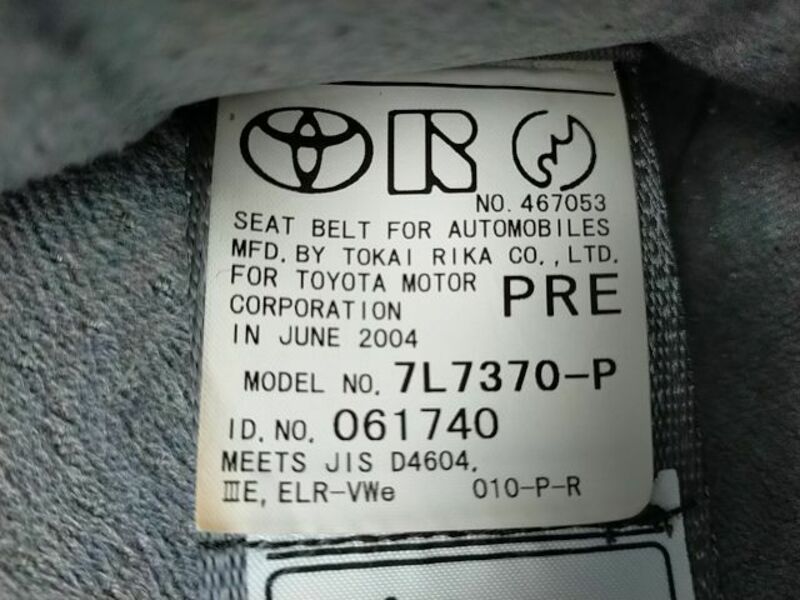 NO. 467053
SEAT BELT FOR AUTOMOBILES
MFD. BY TOKAI RIKA CO., LTD.
FOR TOYOTA MOTOR
CORPORATION
PRE
IN JUNE 2004
MODEL NO. 7L7370-P
ID. NO. 061740
MEETS JIS D4604.
ⅢE, ELR-VWe 010-P-R